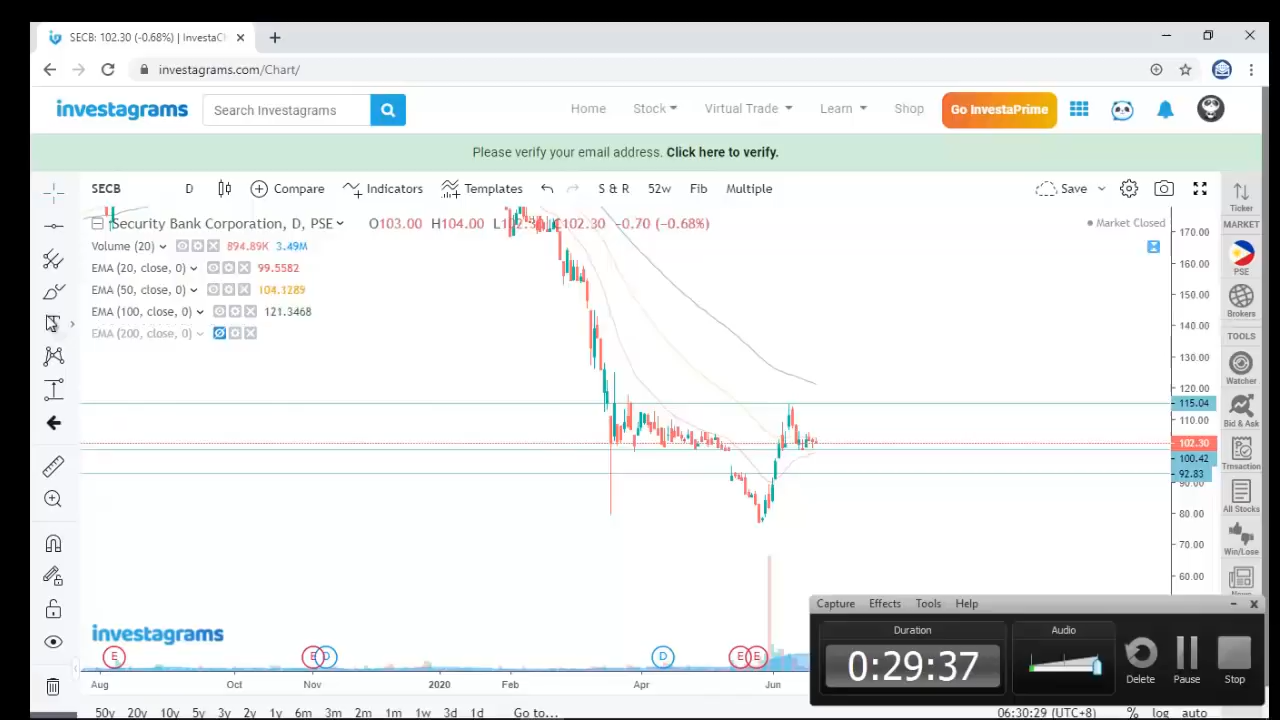 SECB: 102.30 (-0.68%) | InvestaC
investagrams.com/Chart/
investagrams
Search Investagrams
Home
Stock
Virtual Trade
Learn
Shop
Go InvestaPrime
Please verify your email address. Click here to verify.
SECB
D
Compare
Indicators
Templates
S & R
52w
Fib
Multiple
Save
Ticker
MARKET
PSE
Brokers
TOOLS
Watcher
Bid & Ask
Trnsaction
All Stocks
Win/Lose
Security Bank Corporation, D, PSE
O103.00 H104.00 C102.30 −0.70 (−0.68%)
Market Closed
Volume (20) 894.89K 3.49M
EMA (20, close, 0) 99.5582
EMA (50, close, 0) 104.1289
EMA (100, close, 0) 121.3468
EMA (200, close, 0)
170.00
160.00
150.00
140.00
130.00
120.00
115.04
110.00
102.30
100.42
92.83
90.00
80.00
70.00
60.00
investagrams
E
E
D
D
E
E
Aug
Oct
Nov
2020
Feb
Apr
Jun
50y 20y 10y 5y 3y 2y 1y 6m 3m 2m 1m 1w 3d 1d Go to...
06:30:29 (UTC+8) % log auto
Capture Effects Tools Help
Duration
0:29:37
Audio
Delete
Pause
Stop